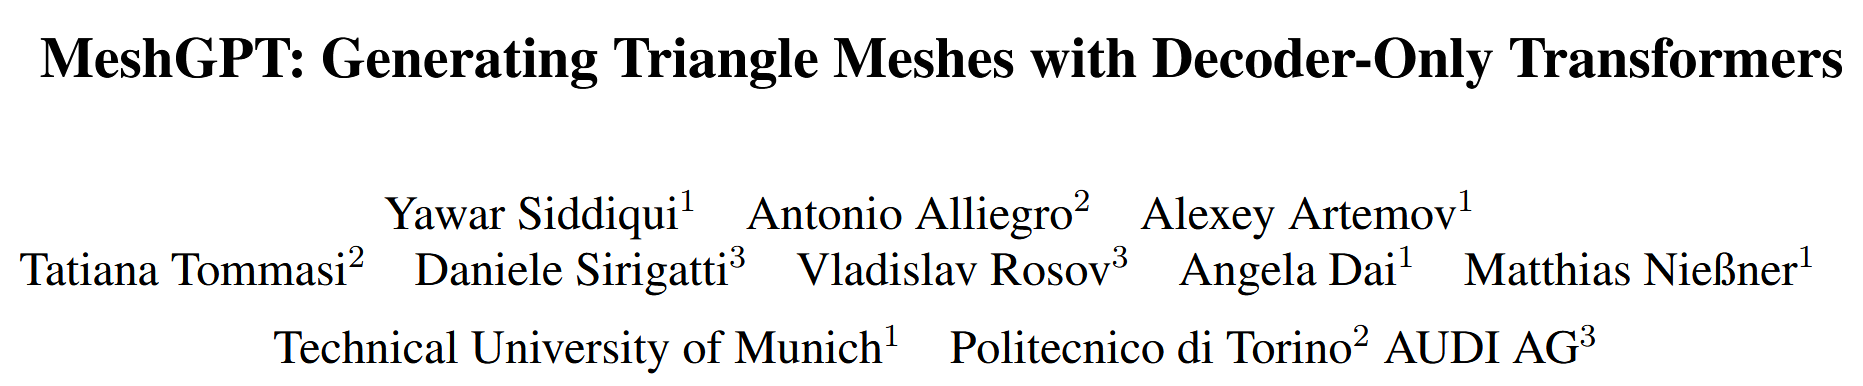 MeshGPT: Generating Triangle Meshes with Decoder-Only Transformers
Yawar Siddiqui¹ Antonio Alliegro² Alexey Artemov¹
Tatiana Tommasi² Daniele Sirigatti³ Vladislav Rosov³ Angela Dai¹ Matthias Nießner¹
Technical University of Munich¹ Politecnico di Torino² AUDI AG³